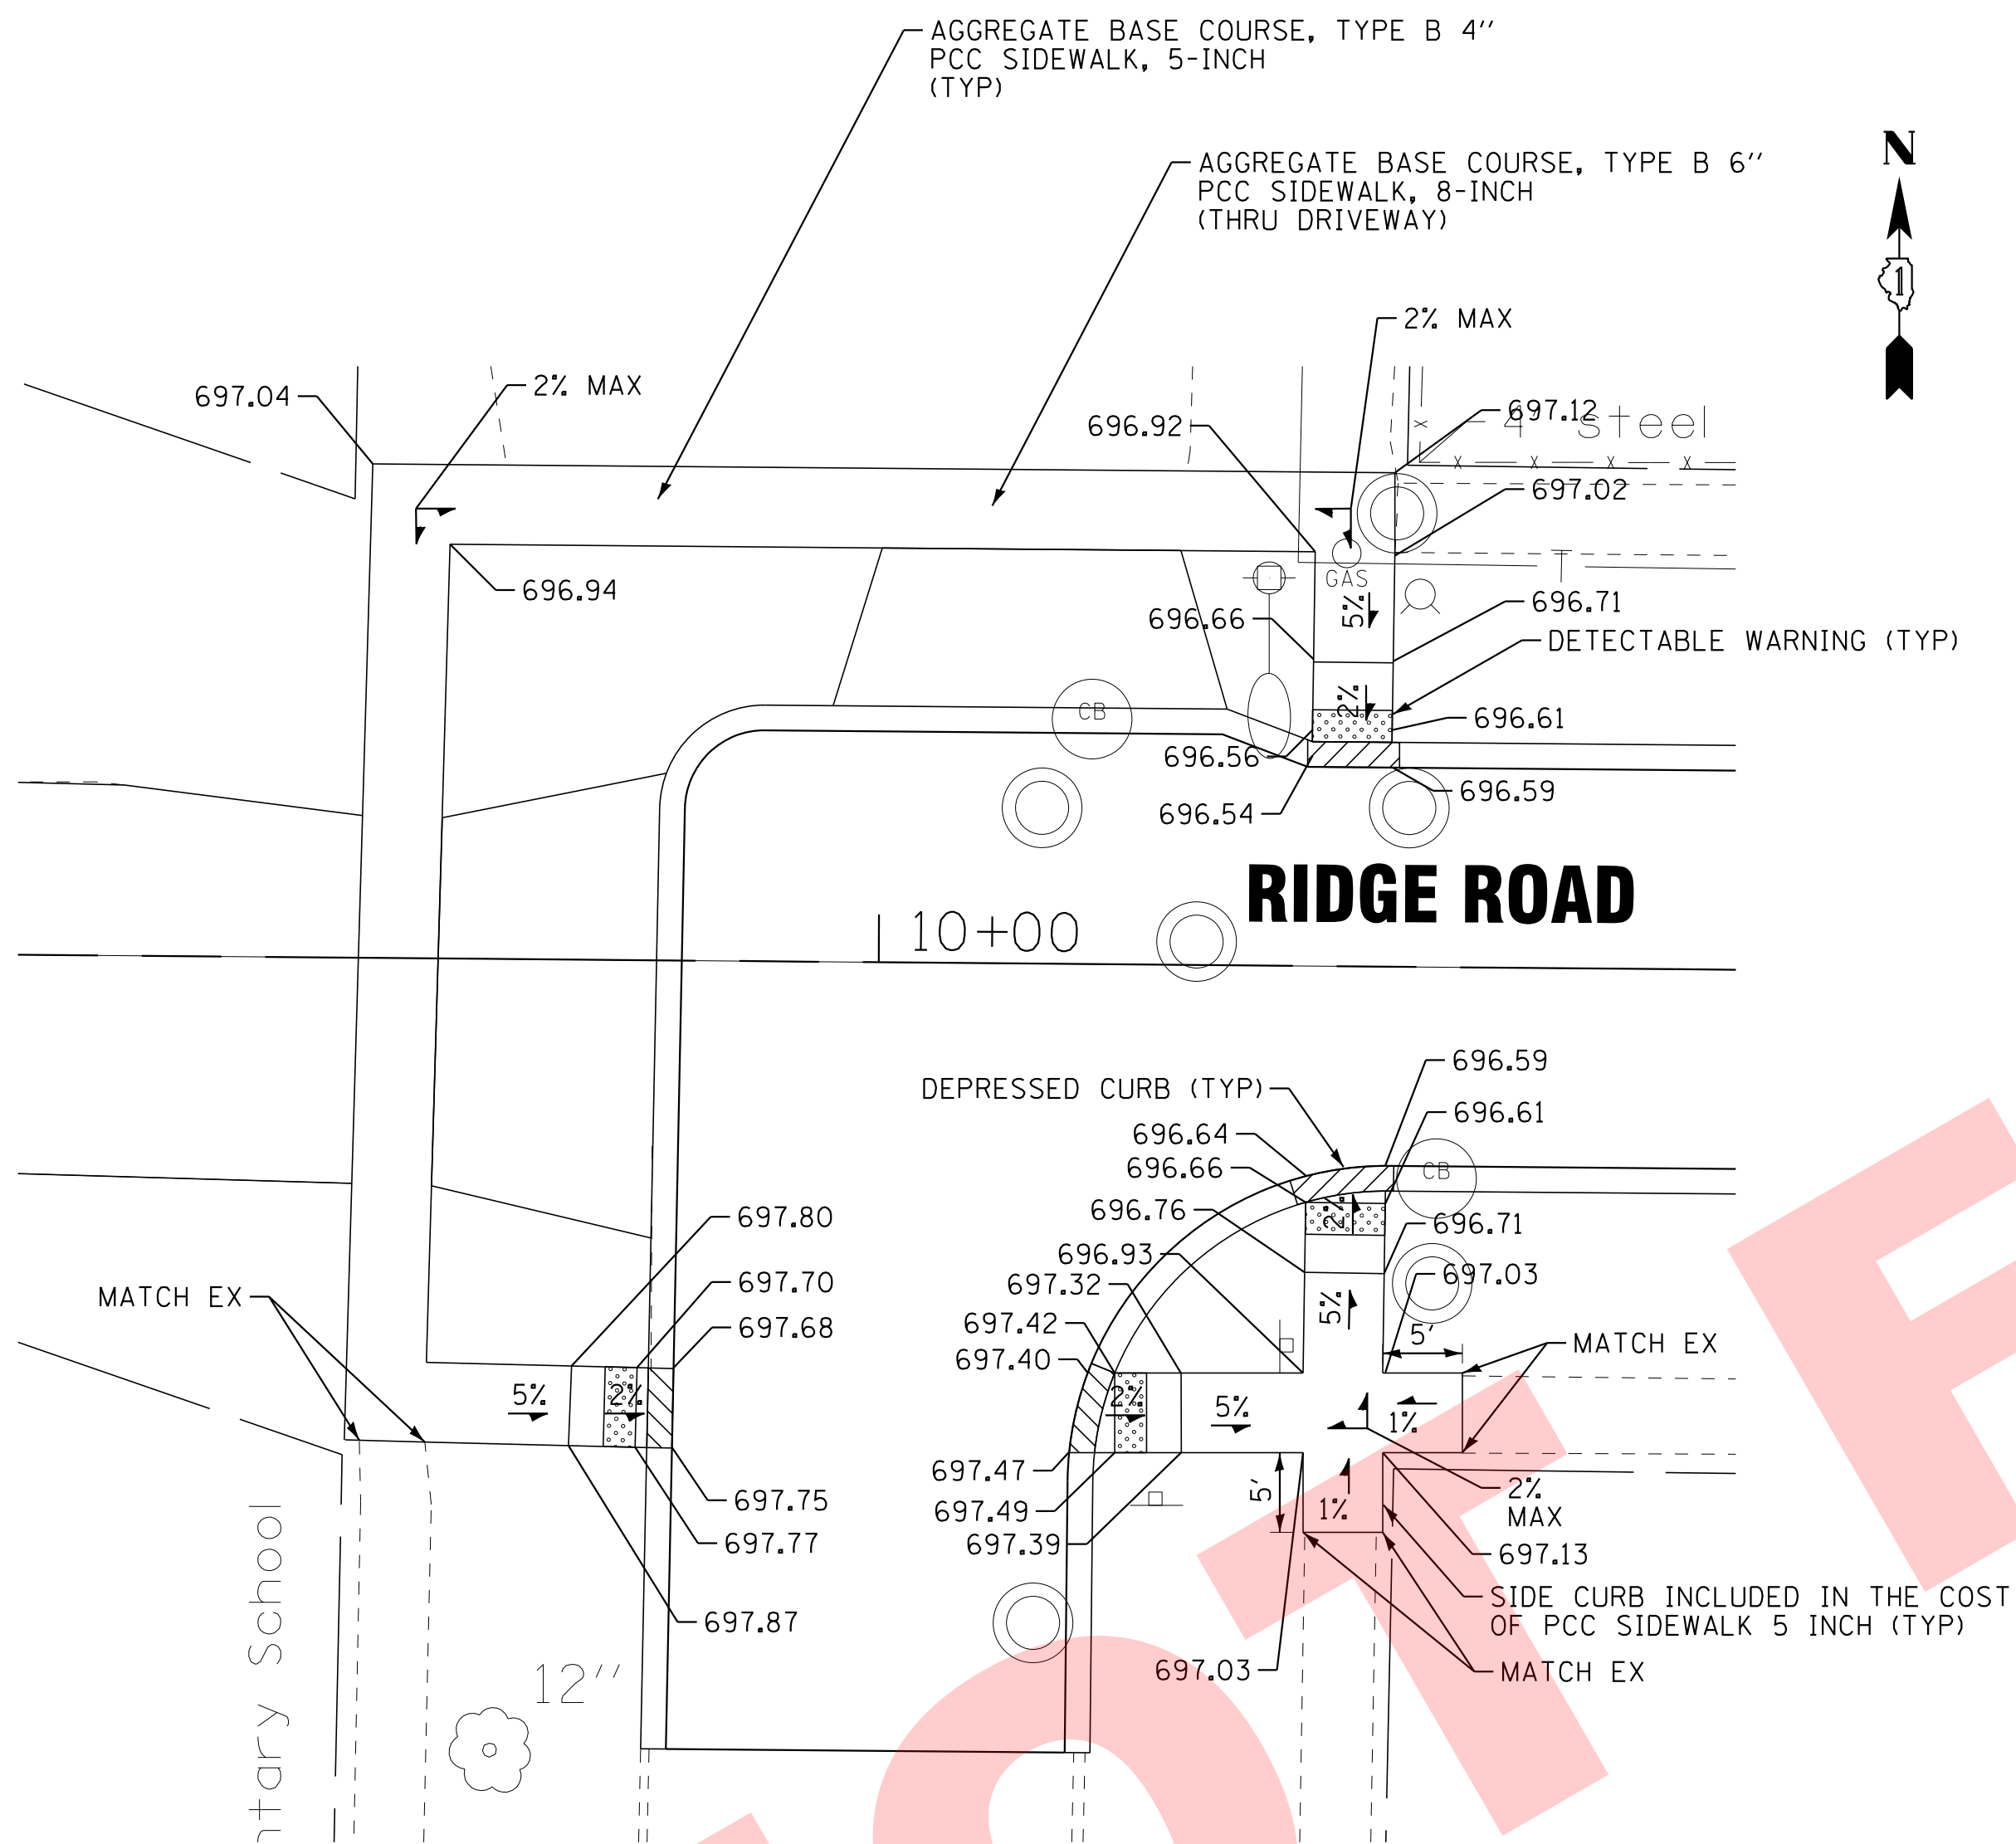 AGGREGATE BASE COURSE, TYPE B 4''
PCC SIDEWALK, 5-INCH
(TYP)
N
AGGREGATE BASE COURSE, TYPE B 6''
PCC SIDEWALK, 8-INCH
(THRU DRIVEWAY)
1
2% MAX
697.04
2% MAX
696.92
697.12
4' steel
697.02
696.94
GAS
T
5%
696.66
696.71
DETECTABLE WARNING (TYP)
2%
CB
696.61
696.56
696.59
696.54
RIDGE ROAD
10+00
696.59
DEPRESSED CURB (TYP)
696.61
696.64
696.66
CB
2%
696.76
696.71
697.80
696.93
697.03
697.70
697.32
MATCH EX
5%
697.68
697.42
5'
MATCH EX
697.40
5%
2%
2%
5%
1%
697.47
2%
MAX
5'
1%
697.75
697.49
697.77
697.39
697.13
SIDE CURB INCLUDED IN THE COST
OF PCC SIDEWALK 5 INCH (TYP)
697.87
697.03
MATCH EX
12''
ntary School
OT F